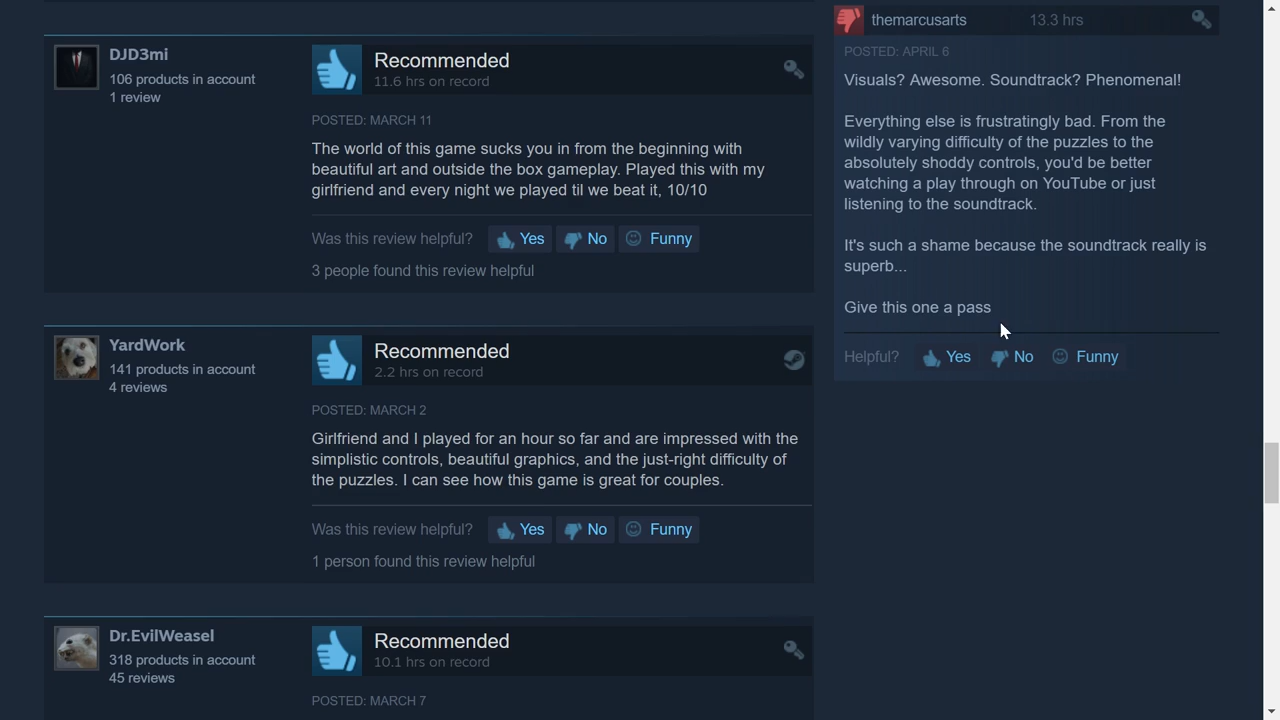 DJD3mi
106 products in account
1 review
Recommended
11.6 hrs on record
POSTED: MARCH 11
The world of this game sucks you in from the beginning with
beautiful art and outside the box gameplay. Played this with my
girlfriend and every night we played til we beat it, 10/10
Was this review helpful? Yes No Funny
3 people found this review helpful
YardWork
141 products in account
4 reviews
Recommended
2.2 hrs on record
POSTED: MARCH 2
Girlfriend and I played for an hour so far and are impressed with the
simplistic controls, beautiful graphics, and the just-right difficulty of
the puzzles. I can see how this game is great for couples.
Was this review helpful? Yes No Funny
1 person found this review helpful
Dr.EvilWeasel
318 products in account
45 reviews
Recommended
10.1 hrs on record
POSTED: MARCH 7
themarcusarts 13.3 hrs
POSTED: APRIL 6
Visuals? Awesome. Soundtrack? Phenomenal!
Everything else is frustratingly bad. From the
wildly varying difficulty of the puzzles to the
absolutely shoddy controls, you'd be better
watching a play through on YouTube or just
listening to the soundtrack.
It's such a shame because the soundtrack really is
superb...
Give this one a pass
Helpful? Yes No Funny